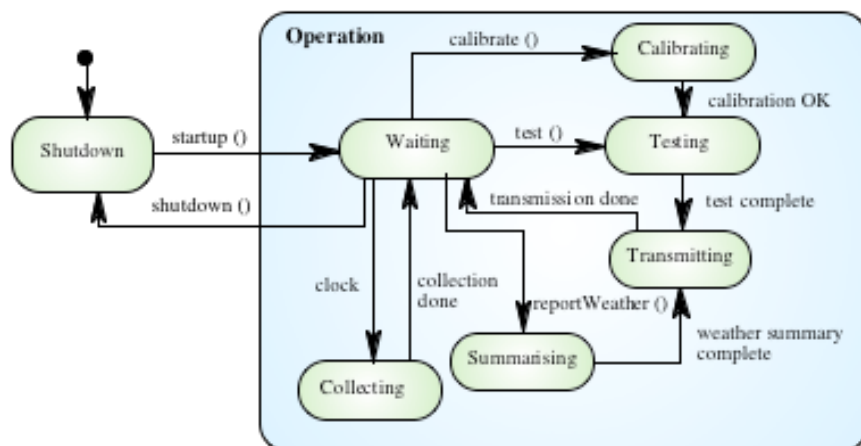 Operation
calibrate ()
Calibrating
calibration OK
startup ()
Shutdown
Waiting
test ()
Testing
shutdown ()
transmission done
test complete
Transmitting
clock
collection
done
reportWeather ()
weather summary
complete
Summarising
Collecting